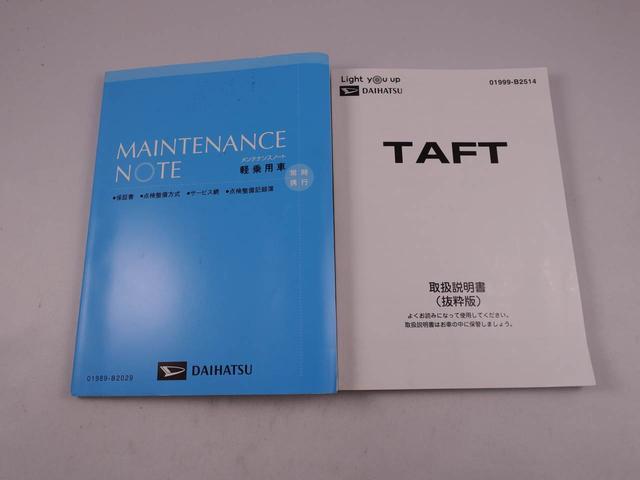 MAINTENANCE
NOTE
メンテナンスノート
軽乗用車
常時
携行
●保証書 ●点検整備方式 ●サービス網 ●点検整備記録簿
DAIHATSU
01989-B2029
Light you up
DAIHATSU
01999-B2514
TAFT
取扱説明書
（抜粋版）
よくお読みになって使用してください。
取扱説明書はお車の中に保管しましょう。